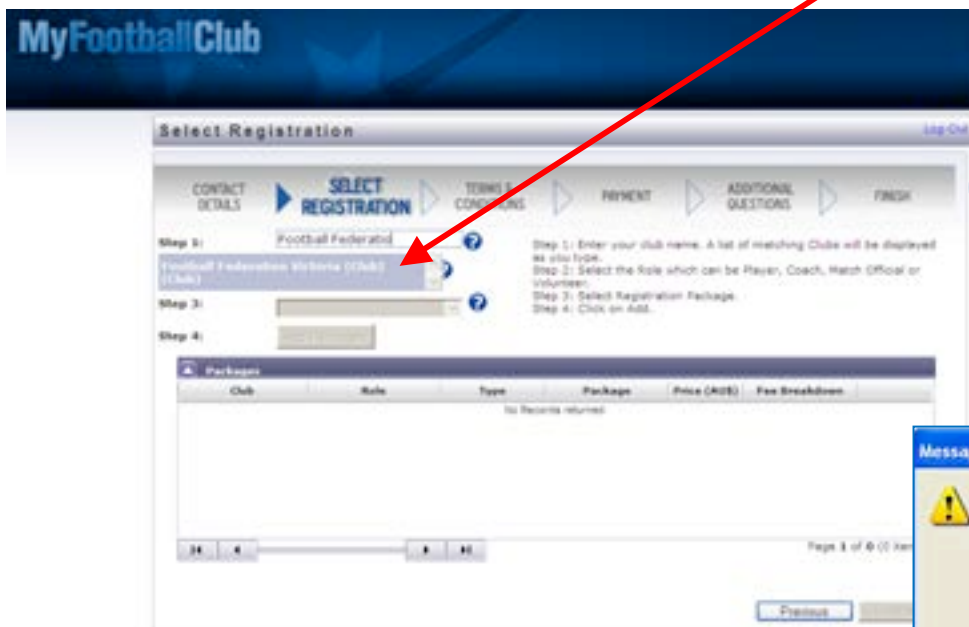 MyFootballClub
Select Registration
Log Out
CONTACT DETAILS
SELECT REGISTRATION
TERMS & CONDITIONS
PAYMENT
ADDITIONAL QUESTIONS
FINISH
Step 1:
Football Federatio
Step 1: Enter your club name. A list of matching Clubs will be displayed
as you type.
Football Federation Victoria (Club)
(Club)
Step 2: Select the Role which can be Player, Coach, Match Official or
Volunteer.
Step 3:
Step 3: Select Registration Package.
Step 4: Click on Add.
Step 4:
Packages
Club Role Type Package Price (AU$) Fee Breakdown
No Records returned
Messa
Page 1 of 0 (0 item
Previous